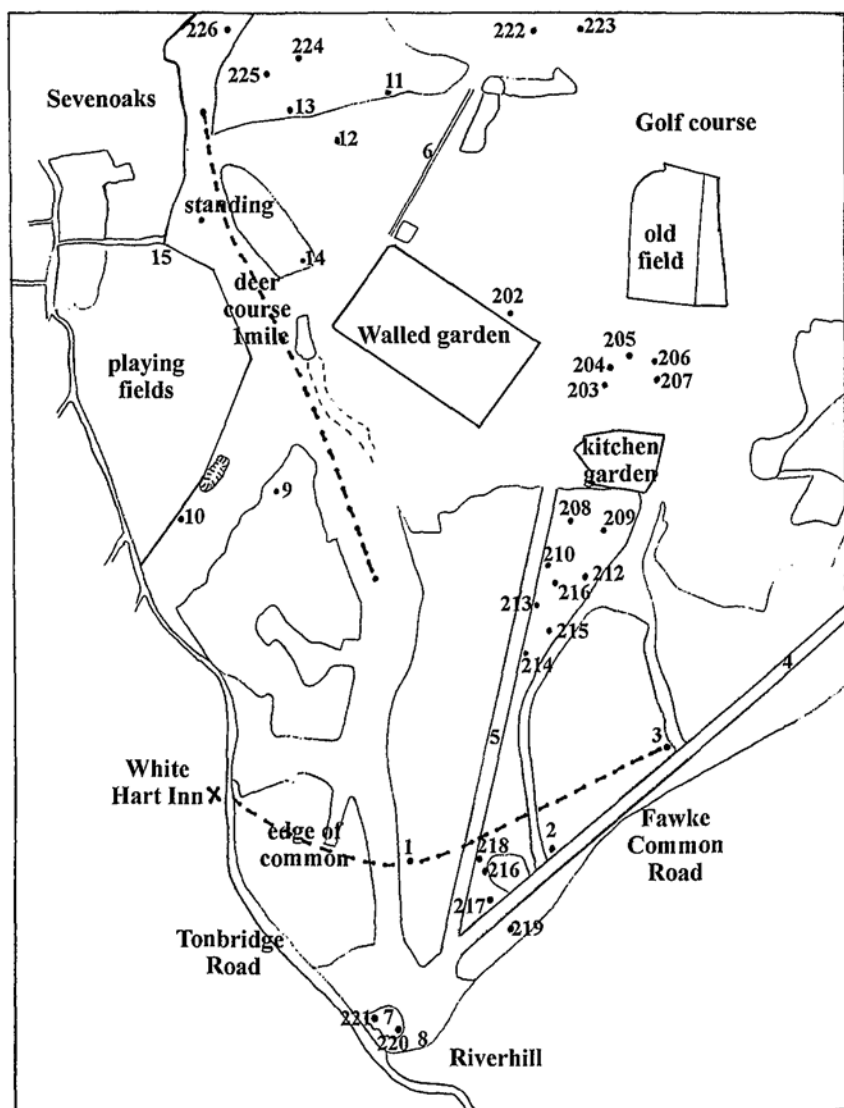 226
222
223
224
225
11
Sevenoaks
13
Golf course
12
6
standing
old
field
15
14
deer
course
1mile
202
Walled garden
205
playing
fields
204
206
203
207
kitchen
garden
9
208
209
10
210
212
216
213
215
214
4
5
3
White
Hart Inn
edge of
common
Fawke
Common
Road
1
2
218
216
217
219
Tonbridge
Road
221
7
220
8
Riverhill